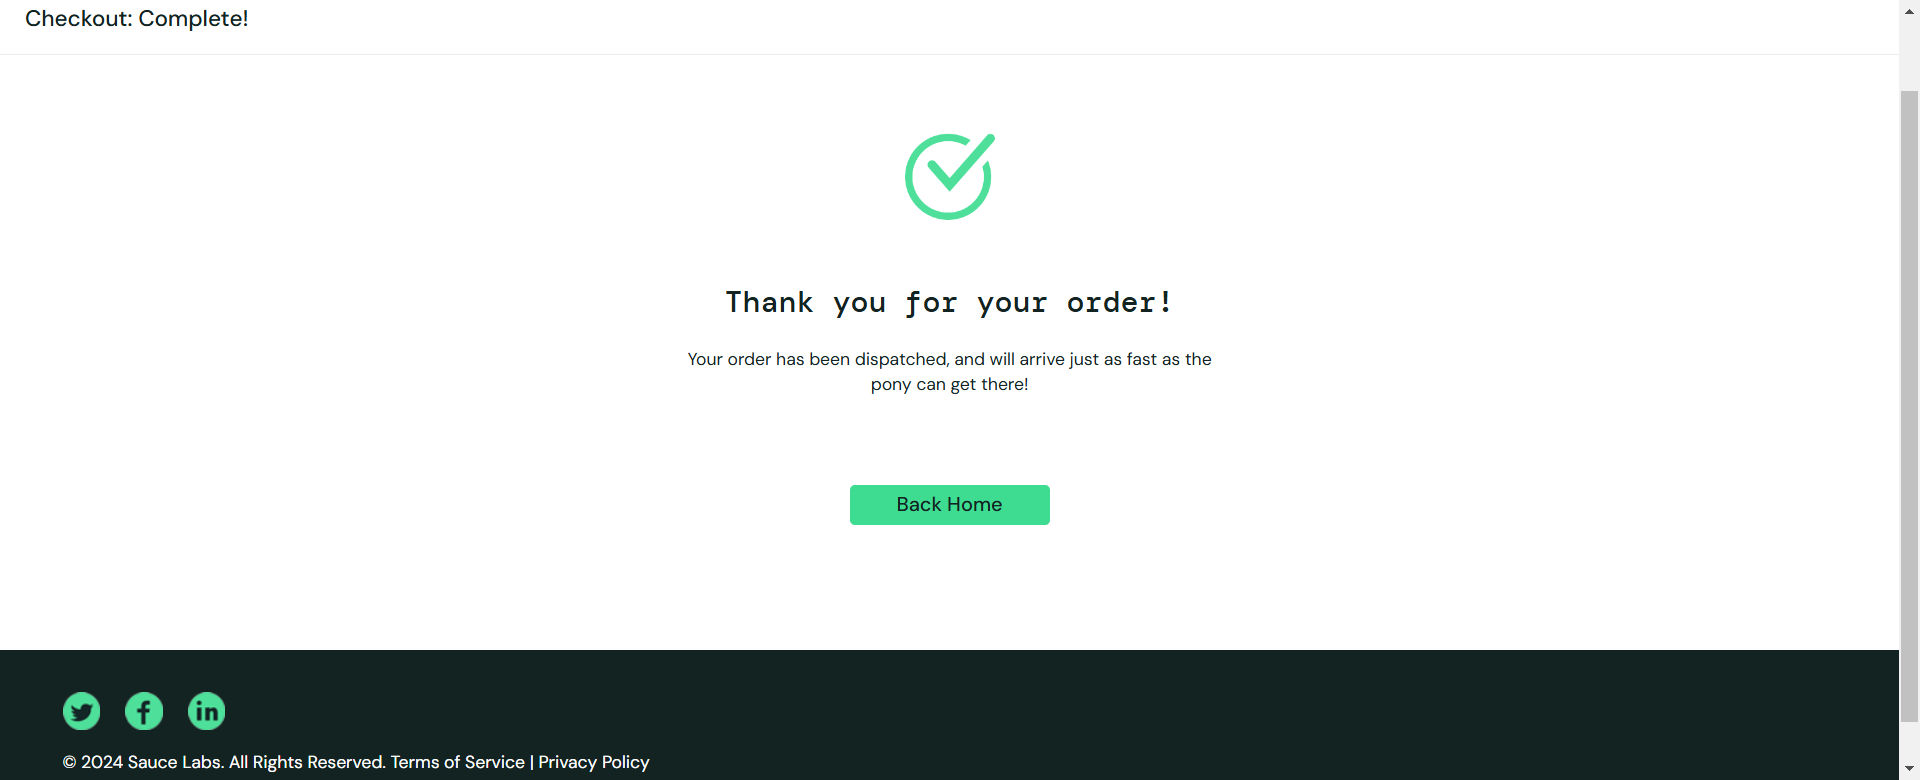 Checkout: Complete!
Thank you for your order!
Your order has been dispatched, and will arrive just as fast as the
pony can get there!
Back Home
© 2024 Sauce Labs. All Rights Reserved. Terms of Service | Privacy Policy